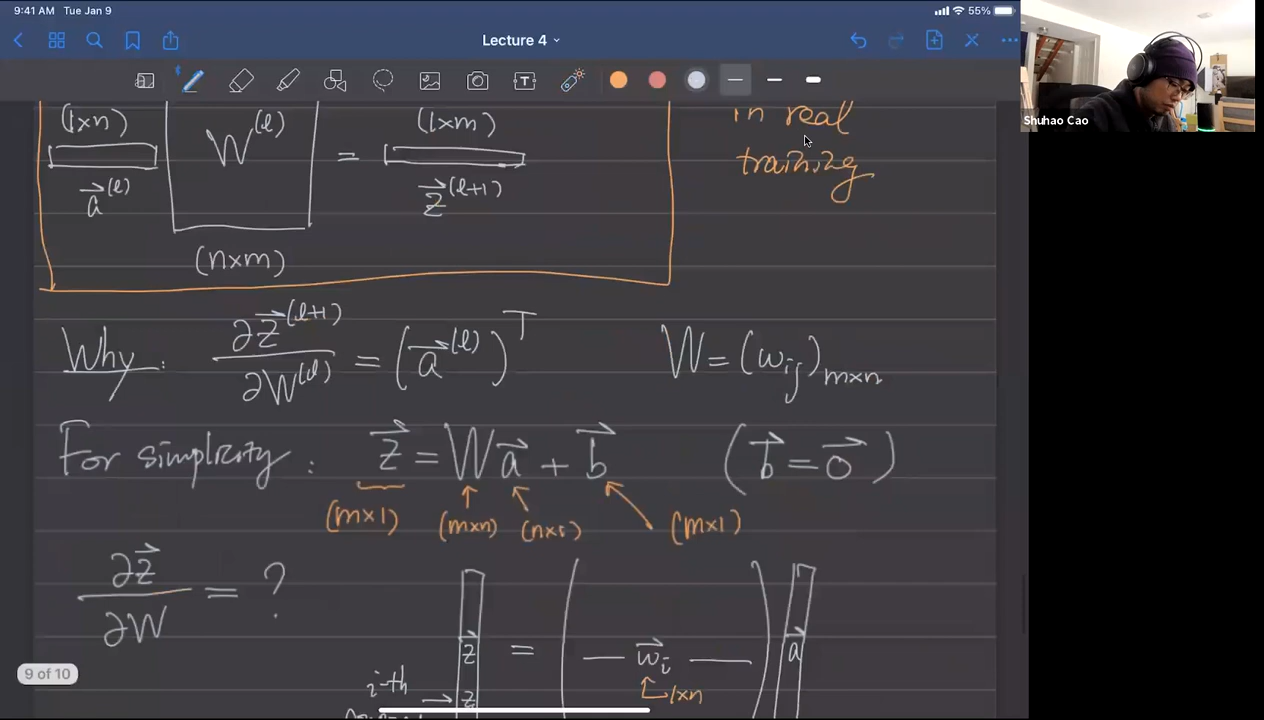 9:41 AM Tue Jan 9
55%
Lecture 4
Shuhao Cao
(1×n)
W^(l)
=
(1×m)
in real
training
a⃗^(l)
z⃗^(l+1)
(n×m)
Why: ∂z⃗^(l+1)/∂W^(l) = (a⃗^(l))^T W = (w_ij)_m×n
For simplicity: z⃗ = Wa⃗ + b⃗ (b⃗ = 0⃗)
(m×1) (m×n) (n×1) (m×1)
∂z⃗/∂W = ?
z⃗ = ( — w⃗_i — ) a⃗
1×n
i-th
z
9 of 10